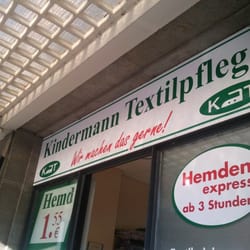 Kindermann Textilpfleg
K T
Wir machen das gerne!
K
Hemd
1.55
Hemden
express
ab 3 Stunden